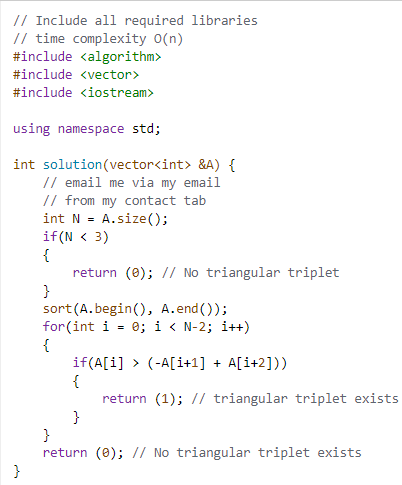 // Include all required libraries
// time complexity O(n)
#include <algorithm>
#include <vector>
#include <iostream>
using namespace std;
int solution(vector<int> &A) {
// email me via my email
// from my contact tab
int N = A.size();
if(N < 3)
{
return (0); // No triangular triplet
}
sort(A.begin(), A.end());
for(int i = 0; i < N-2; i++)
{
if(A[i] > (-A[i+1] + A[i+2]))
{
return (1); // triangular triplet exists
}
}
return (0); // No triangular triplet exists
}